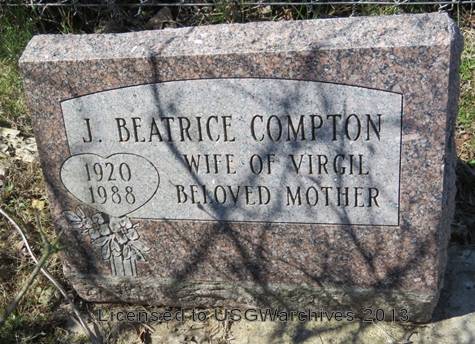 J. BEATRICE COMPTON
1920
1988
WIFE OF VIRGIL
BELOVED MOTHER
Licensed to USGWarchives 2013